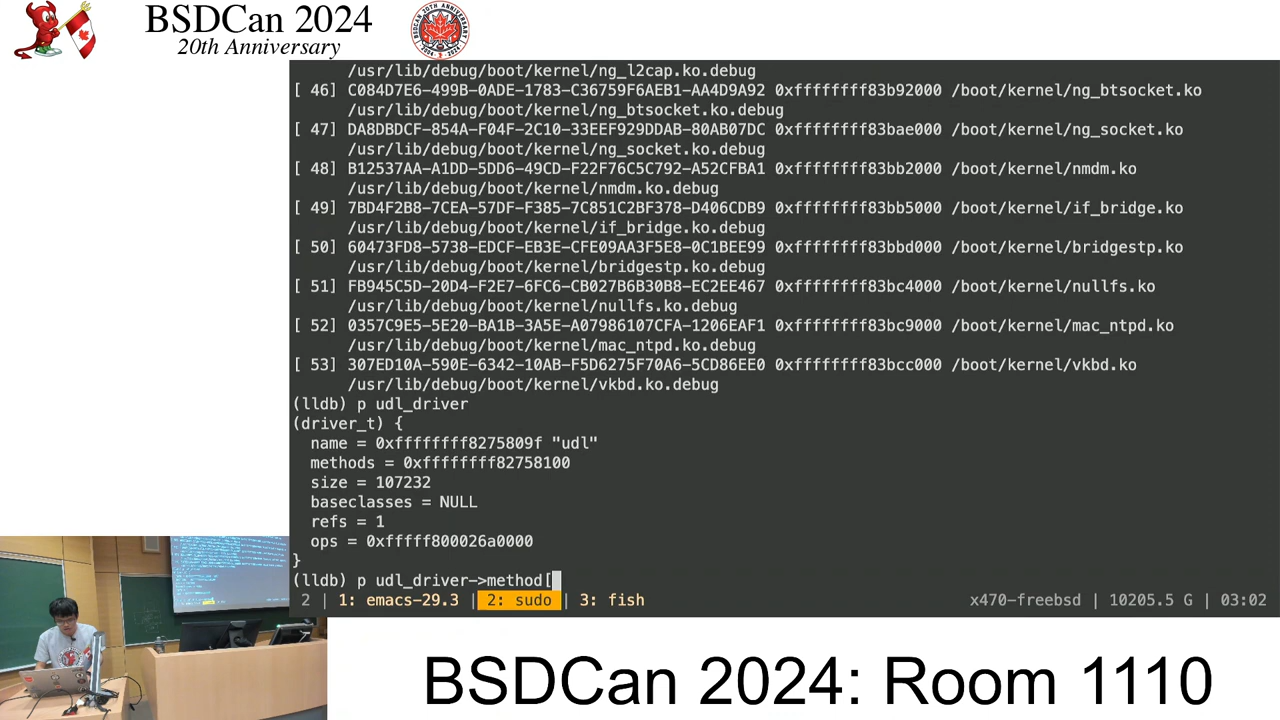 BSDCan 2024
20th Anniversary
/usr/lib/debug/boot/kernel/ng_l2cap.ko.debug
[ 46] C084D7E6-499B-0ADE-1783-C36759F6AEB1-AA4D9A92 0xffffffff83b92000 /boot/kernel/ng_btsocket.ko
/usr/lib/debug/boot/kernel/ng_btsocket.ko.debug
[ 47] DA8DBDCF-854A-F04F-2C10-33EEF929DDAB-80AB07DC 0xffffffff83bae000 /boot/kernel/ng_socket.ko
/usr/lib/debug/boot/kernel/ng_socket.ko.debug
[ 48] B12537AA-A1DD-5DD6-49CD-F22F76C5C792-A52CFBA1 0xffffffff83bb2000 /boot/kernel/nmdm.ko
/usr/lib/debug/boot/kernel/nmdm.ko.debug
[ 49] 7BD4F2B8-7CEA-57DF-F385-7C851C2BF378-D406CDB9 0xffffffff83bb5000 /boot/kernel/if_bridge.ko
/usr/lib/debug/boot/kernel/if_bridge.ko.debug
[ 50] 60473FD8-5738-EDCF-EB3E-CFE09AA3F5E8-0C1BEE99 0xffffffff83bbd000 /boot/kernel/bridgestp.ko
/usr/lib/debug/boot/kernel/bridgestp.ko.debug
[ 51] FB945C5D-20D4-F2E7-6FC6-CB027B6B30B8-EC2EE467 0xffffffff83bc4000 /boot/kernel/nullfs.ko
/usr/lib/debug/boot/kernel/nullfs.ko.debug
[ 52] 0357C9E5-5E20-BA1B-3A5E-A07986107CFA-1206EAF1 0xffffffff83bc9000 /boot/kernel/mac_ntpd.ko
/usr/lib/debug/boot/kernel/mac_ntpd.ko.debug
[ 53] 307ED10A-590E-6342-10AB-F5D6275F70A6-5CD86EE0 0xffffffff83bcc000 /boot/kernel/vkbd.ko
/usr/lib/debug/boot/kernel/vkbd.ko.debug
(lldb) p udl_driver
(driver_t) {
name = 0xffffffff8275809f "udl"
methods = 0xffffffff82758100
size = 107232
baseclasses = NULL
refs = 1
ops = 0xfffff800026a0000
}
(lldb) p udl_driver->method[
2 | 1: emacs-29.3 | 2: sudo | 3: fish x470-freebsd | 10205.5 G | 03:02
BSDCan 2024: Room 1110